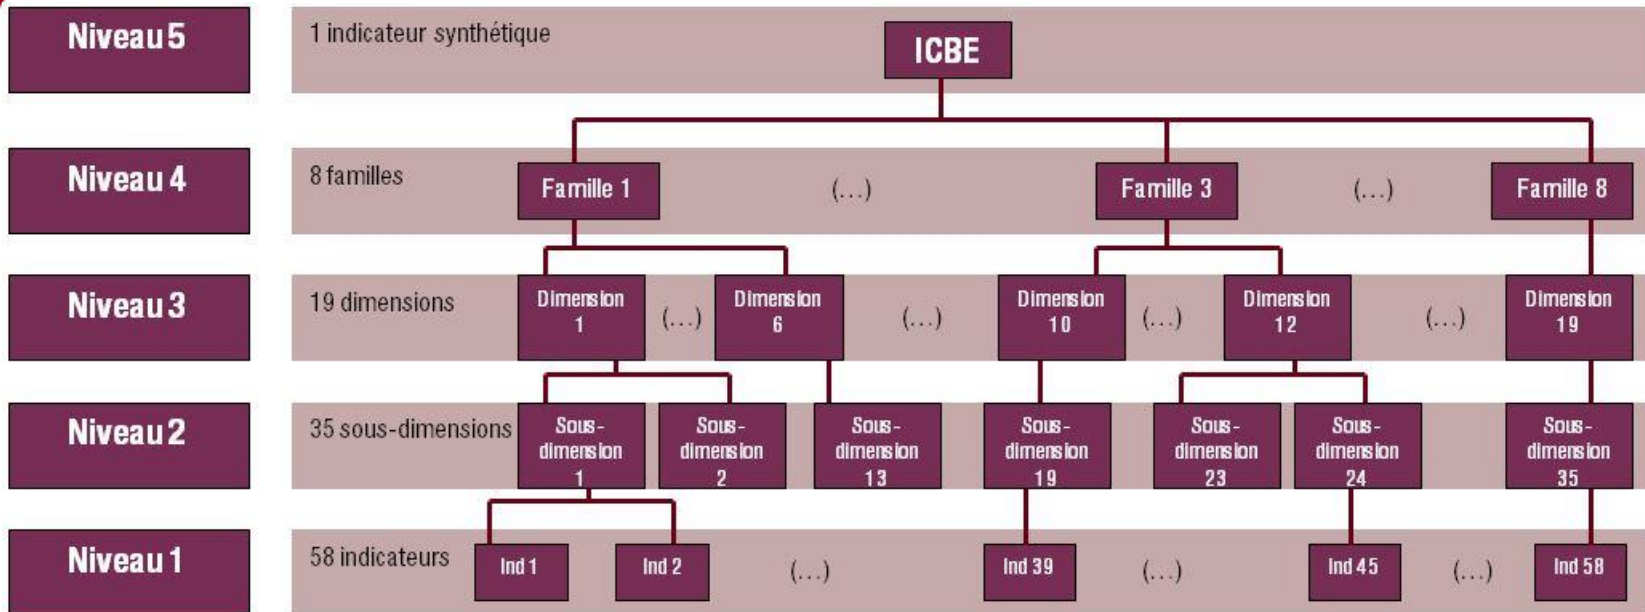 Niveau 5
1 indicateur synthétique
ICBE
Niveau 4
8 familles
Famille 1
(...)
Famille 3
(...)
Famille 8
Niveau 3
19 dimensions
Dimension
1
(...)
Dimension
6
(...)
Dimension
10
(...)
Dimension
12
(...)
Dimension
19
Niveau 2
35 sous-dimensions
Sous-
dimension
1
Sous-
dimension
2
Sous-
dimension
13
Sous-
dimension
19
Sous-
dimension
23
Sous-
dimension
24
Sous-
dimension
35
Niveau 1
58 indicateurs
Ind 1
Ind 2
(...)
Ind 39
(...)
Ind 45
(...)
Ind 58